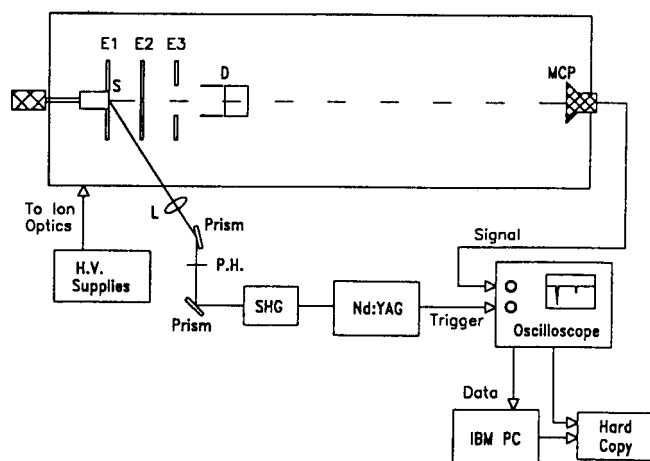 E1 E2 E3
S
D
MCP
To Ion
Optics
L
Prism
P.H.
H.V.
Supplies
Prism
SHG
Nd:YAG
Signal
Trigger
Oscilloscope
Data
IBM PC
Hard
Copy